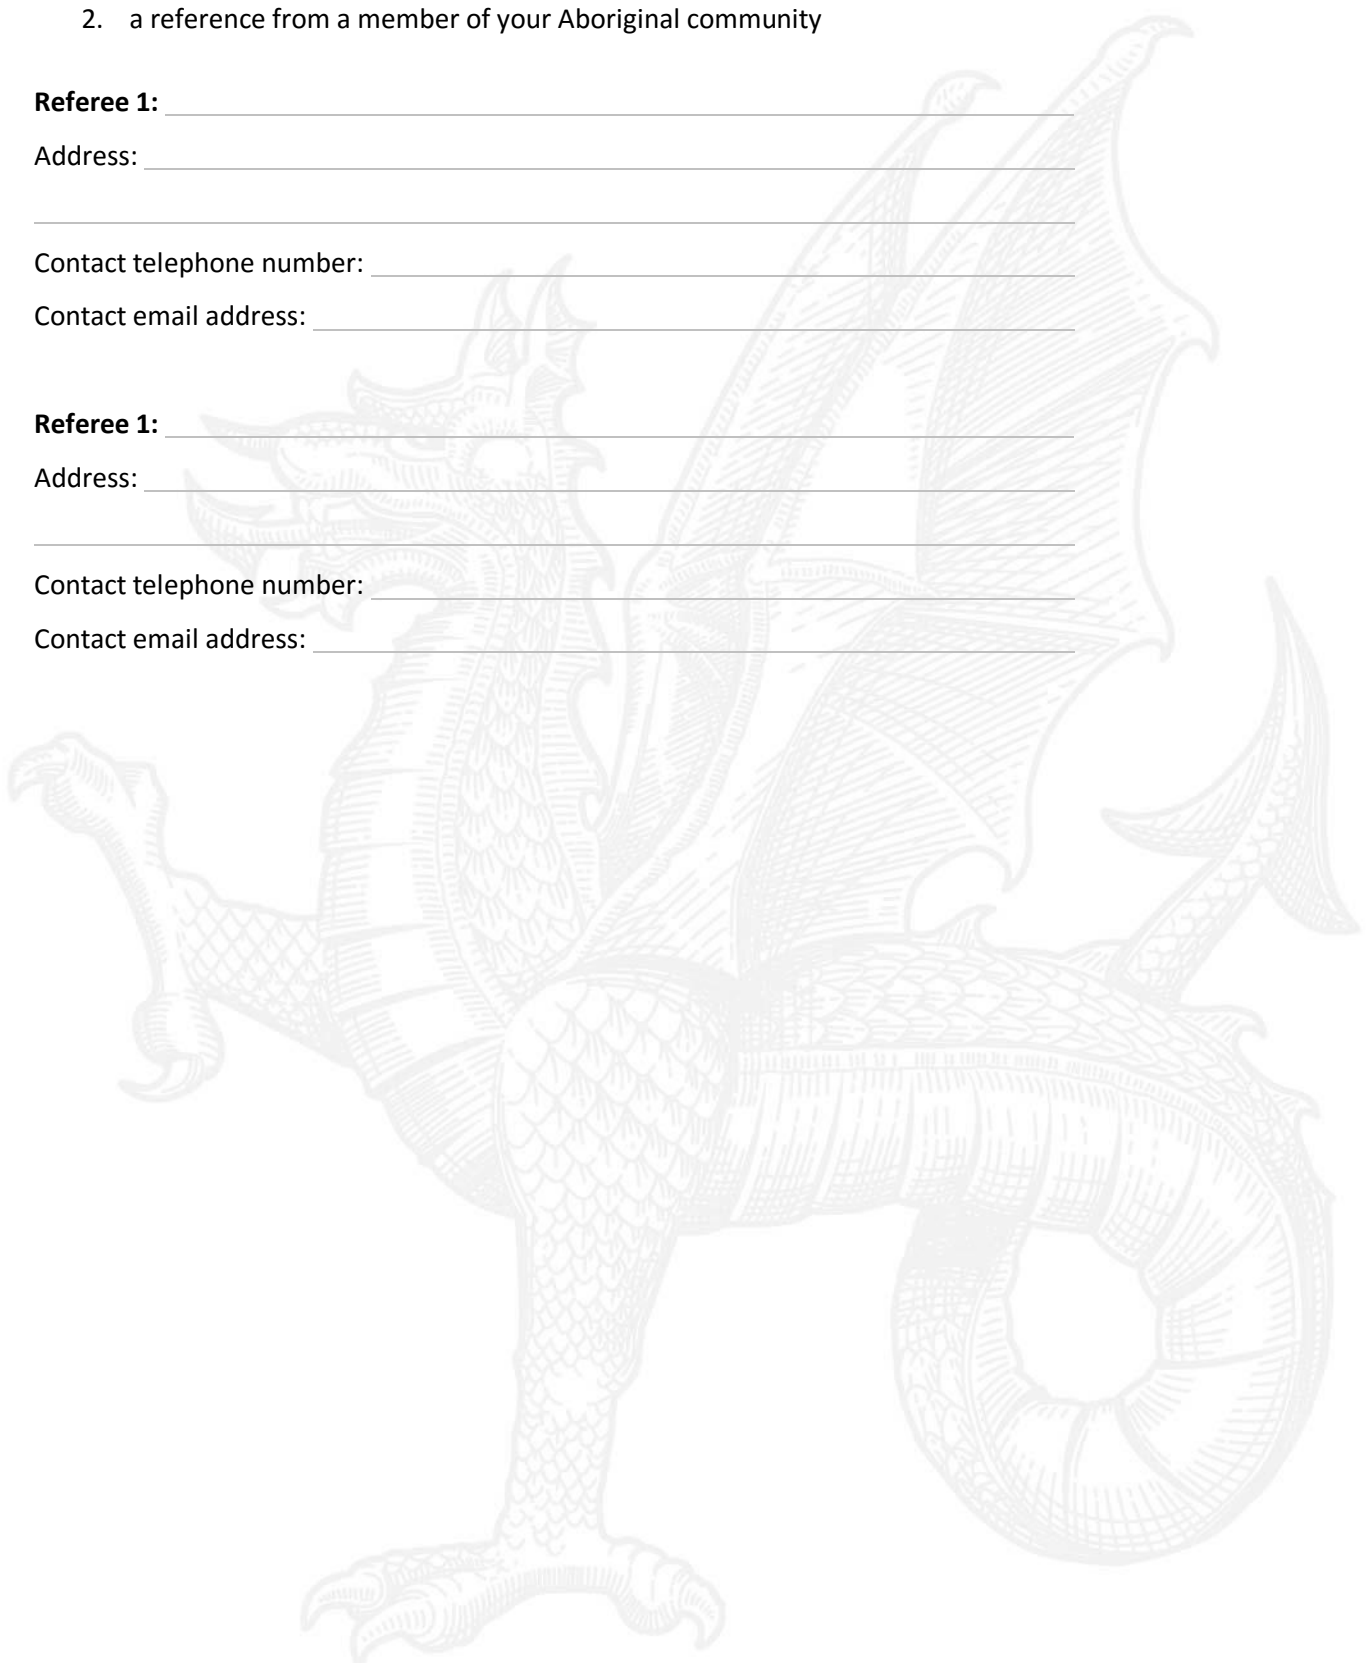 2. a reference from a member of your Aboriginal community
Referee 1:
Address:
Contact telephone number:
Contact email address:
Referee 1:
Address:
Contact telephone number:
Contact email address: